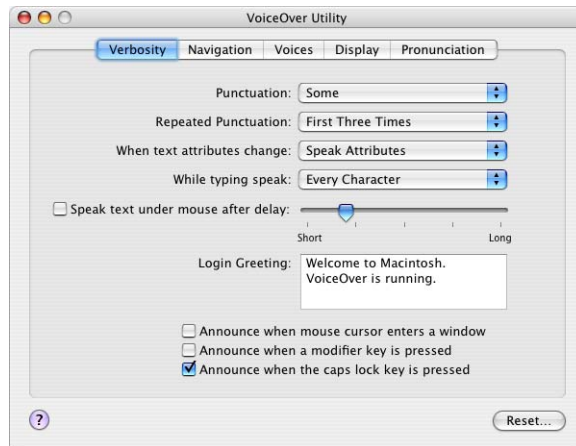 VoiceOver Utility
Verbosity Navigation Voices Display Pronunciation
Punctuation: Some
Repeated Punctuation: First Three Times
When text attributes change: Speak Attributes
While typing speak: Every Character
Speak text under mouse after delay:
Short Long
Login Greeting: Welcome to Macintosh.
VoiceOver is running.
Announce when mouse cursor enters a window
Announce when a modifier key is pressed
Announce when the caps lock key is pressed
? Reset...